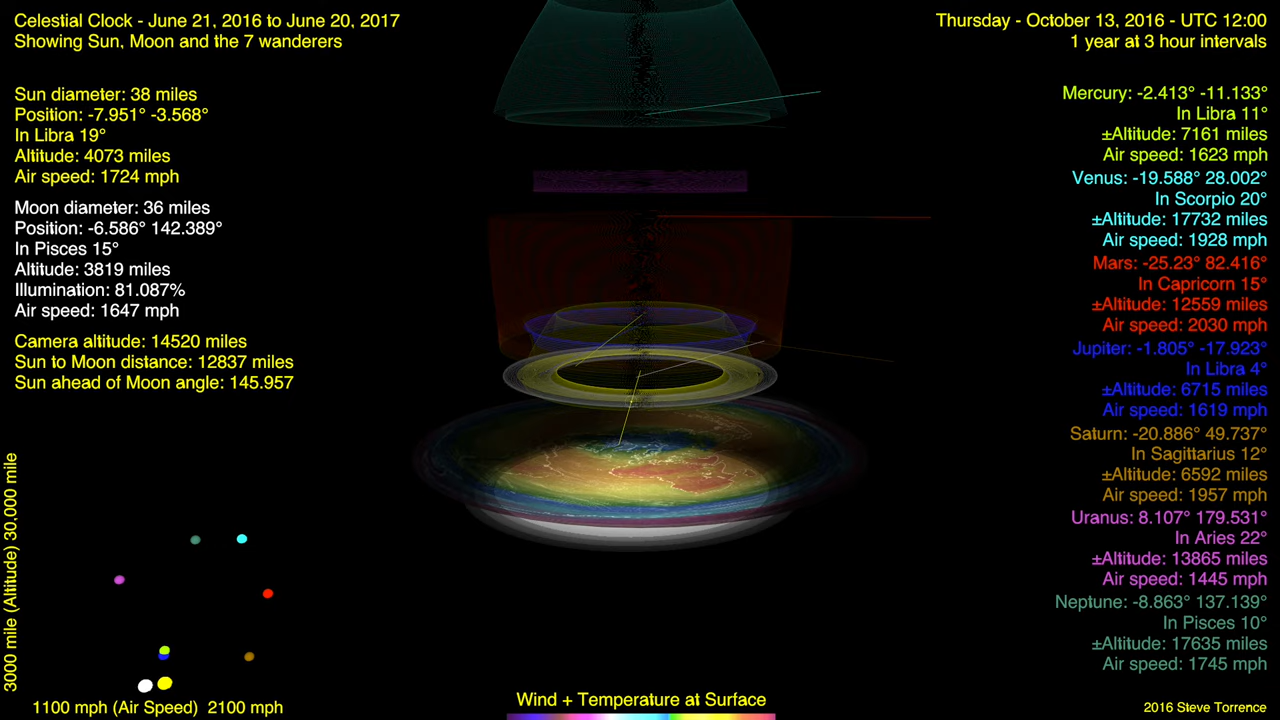 Celestial Clock - June 21, 2016 to June 20, 2017
Showing Sun, Moon and the 7 wanderers
Thursday - October 13, 2016 - UTC 12:00
1 year at 3 hour intervals
Sun diameter: 38 miles
Position: -7.951° -3.568°
In Libra 19°
Altitude: 4073 miles
Air speed: 1724 mph
Moon diameter: 36 miles
Position: -6.586° 142.389°
In Pisces 15°
Altitude: 3819 miles
Illumination: 81.087%
Air speed: 1647 mph
Camera altitude: 14520 miles
Sun to Moon distance: 12837 miles
Sun ahead of Moon angle: 145.957
Mercury: -2.413° -11.133°
In Libra 11°
±Altitude: 7161 miles
Air speed: 1623 mph
Venus: -19.588° 28.002°
In Scorpio 20°
±Altitude: 17732 miles
Air speed: 1928 mph
Mars: -25.23° 82.416°
In Capricorn 15°
±Altitude: 12559 miles
Air speed: 2030 mph
Jupiter: -1.805° -17.923°
In Libra 4°
±Altitude: 6715 miles
Air speed: 1619 mph
Saturn: -20.886° 49.737°
In Sagittarius 12°
±Altitude: 6592 miles
Air speed: 1957 mph
Uranus: 8.107° 179.531°
In Aries 22°
±Altitude: 13865 miles
Air speed: 1445 mph
Neptune: -8.863° 137.139°
In Pisces 10°
±Altitude: 17635 miles
Air speed: 1745 mph
3000 mile (Altitude) 30,000 mile
1100 mph (Air Speed) 2100 mph
Wind + Temperature at Surface
2016 Steve Torrence